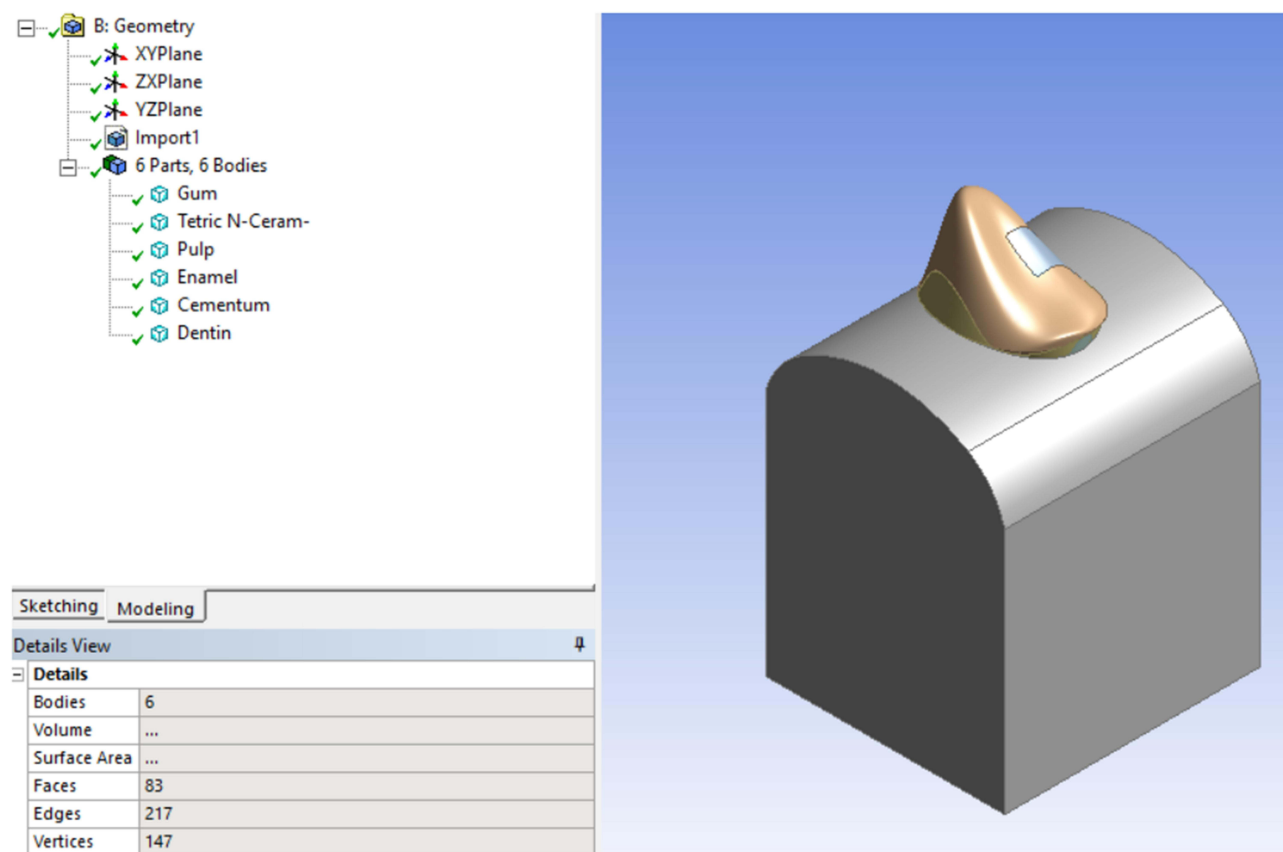 B: Geometry
XYPlane
ZXPlane
YZPlane
Import1
6 Parts, 6 Bodies
Gum
Tetric N-Ceram-
Pulp
Enamel
Cementum
Dentin
Sketching Modeling
Details View
Details
Bodies 6
Volume ...
Surface Area ...
Faces 83
Edges 217
Vertices 147